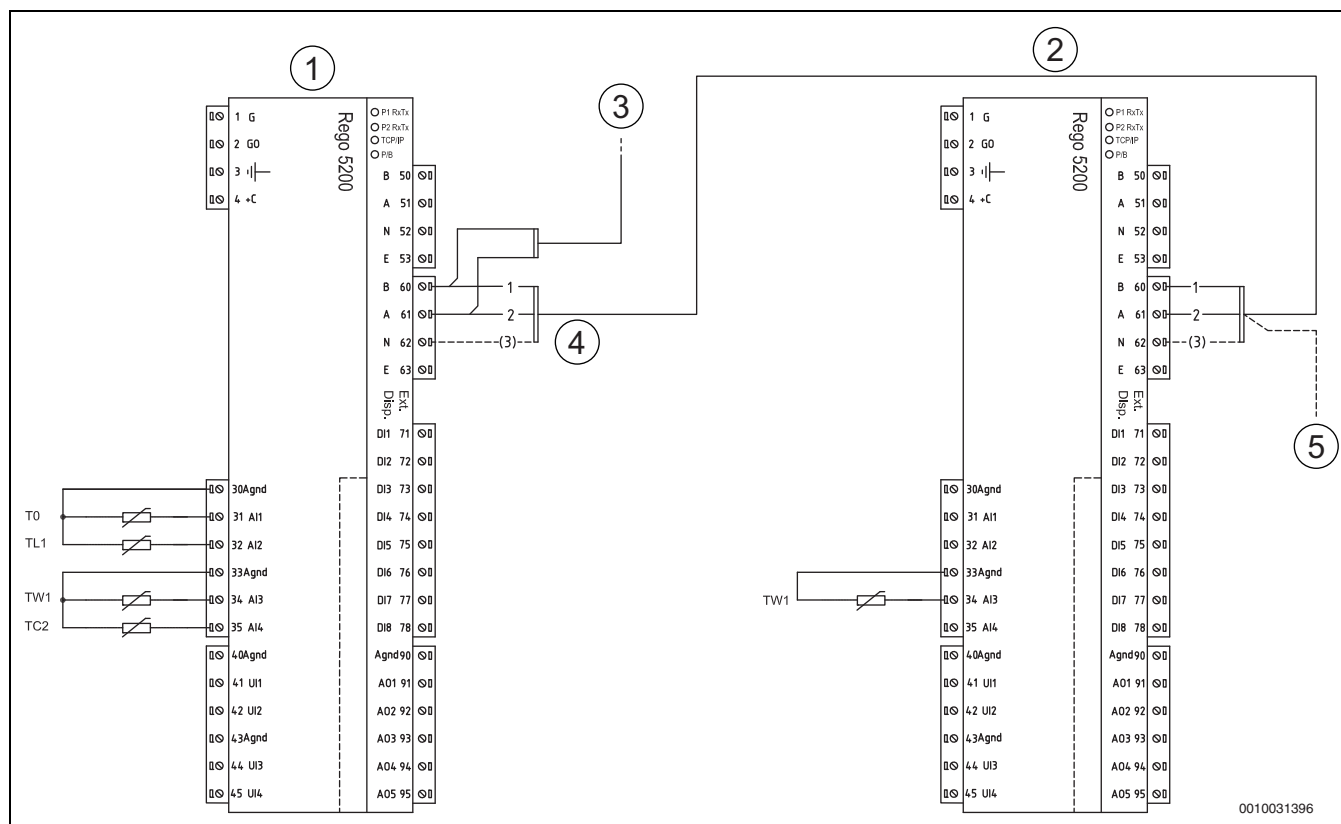 1
2
3
4
5
Rego 5200
1 G
2 G0
3
4 +C
P1 RxTx
P2 RxTx
TCP/IP
P/B
B 50
A 51
N 52
E 53
B 60
A 61
N 62
E 63
1
2
(3)
Ext.
Disp.
DI1 71
DI2 72
DI3 73
DI4 74
DI5 75
DI6 76
DI7 77
DI8 78
Agnd 90
AO1 91
AO2 92
AO3 93
AO4 94
AO5 95
T0
TL1
TW1
TC2
30Agnd
31 AI1
32 AI2
33Agnd
34 AI3
35 AI4
40Agnd
41 UI1
42 UI2
43Agnd
44 UI3
45 UI4
Rego 5200
1 G
2 G0
3
4 +C
P1 RxTx
P2 RxTx
TCP/IP
P/B
B 50
A 51
N 52
E 53
B 60
A 61
N 62
E 63
1
2
(3)
Ext.
Disp.
DI1 71
DI2 72
DI3 73
DI4 74
DI5 75
DI6 76
DI7 77
DI8 78
Agnd 90
AO1 91
AO2 92
AO3 93
AO4 94
AO5 95
TW1
30Agnd
31 AI1
32 AI2
33Agnd
34 AI3
35 AI4
40Agnd
41 UI1
42 UI2
43Agnd
44 UI3
45 UI4
0010031396